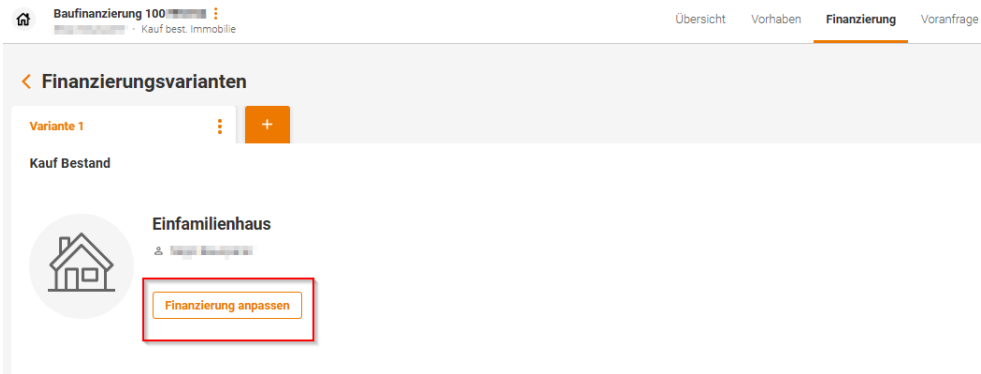 Baufinanzierung 100
Kauf best. Immobilie
Übersicht
Vorhaben
Finanzierung
Voranfrage
Finanzierungsvarianten
Variante 1
+
Kauf Bestand
Einfamilienhaus
Finanzierung anpassen